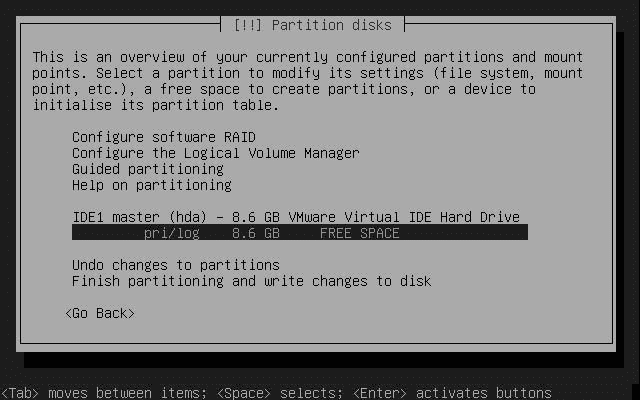 [!!] Partition disks
This is an overview of your currently configured partitions and mount
points. Select a partition to modify its settings (file system, mount
point, etc.), a free space to create partitions, or a device to
initialise its partition table.
Configure software RAID
Configure the Logical Volume Manager
Guided partitioning
Help on partitioning
IDE1 master (hda) - 8.6 GB VMware Virtual IDE Hard Drive
pri/log 8.6 GB FREE SPACE
Undo changes to partitions
Finish partitioning and write changes to disk
<Go Back>
<Tab> moves between items; <Space> selects; <Enter> activates buttons